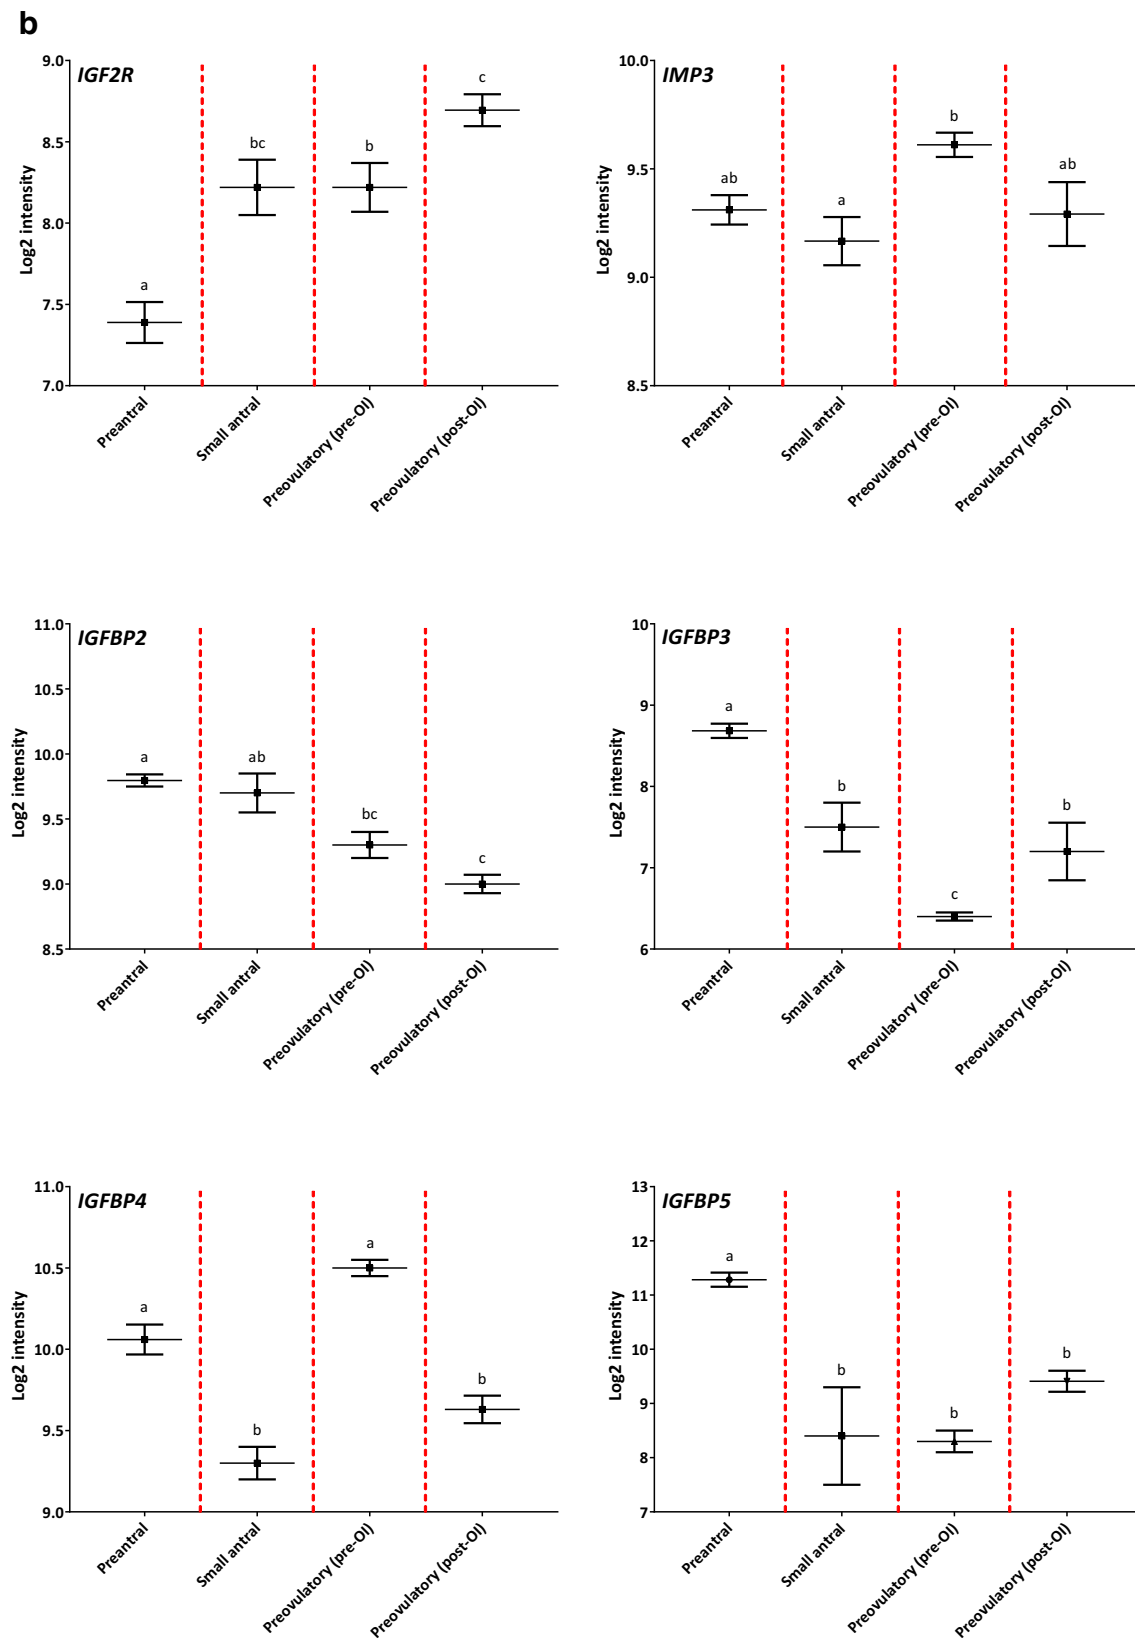 b
IGF2R
Log2 intensity
9.0
8.5
8.0
7.5
7.0
a
bc
b
c
Preantral
Small antral
Preovulatory (pre-OI)
Preovulatory (post-OI)
IMP3
Log2 intensity
10.0
9.5
9.0
8.5
ab
a
b
ab
Preantral
Small antral
Preovulatory (pre-OI)
Preovulatory (post-OI)
IGFBP2
Log2 intensity
11.0
10.5
10.0
9.5
9.0
8.5
a
ab
bc
c
Preantral
Small antral
Preovulatory (pre-OI)
Preovulatory (post-OI)
IGFBP3
Log2 intensity
10
9
8
7
6
a
b
c
b
Preantral
Small antral
Preovulatory (pre-OI)
Preovulatory (post-OI)
IGFBP4
Log2 intensity
11.0
10.5
10.0
9.5
9.0
a
b
a
b
Preantral
Small antral
Preovulatory (pre-OI)
Preovulatory (post-OI)
IGFBP5
Log2 intensity
13
12
11
10
9
8
7
a
b
b
b
Preantral
Small antral
Preovulatory (pre-OI)
Preovulatory (post-OI)